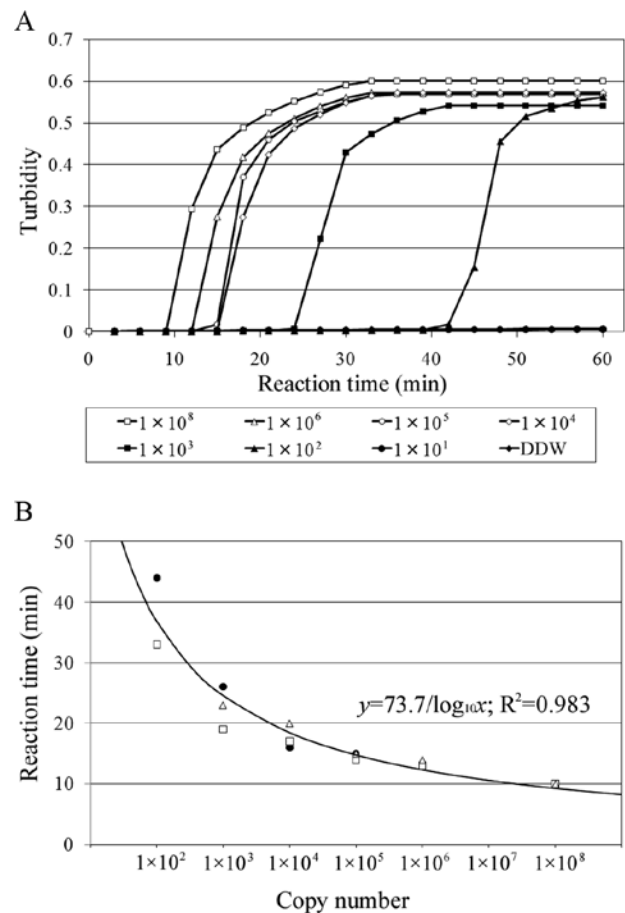 A
0.7
0.6
0.5
0.4
0.3
0.2
0.1
0
Turbidity
0 10 20 30 40 50 60
Reaction time (min)
1×10⁸ 1×10⁶ 1×10⁵ 1×10⁴
1×10³ 1×10² 1×10¹ DDW
B
50
40
30
20
10
0
Reaction time (min)
y=73.7/log₁₀x; R²=0.983
1×10² 1×10³ 1×10⁴ 1×10⁵ 1×10⁶ 1×10⁷ 1×10⁸
Copy number